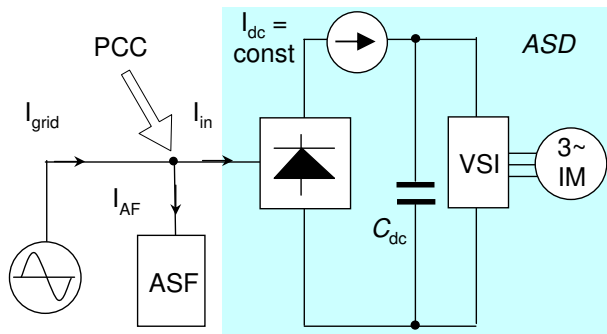 I_dc =
const
ASD
PCC
I_grid
I_in
I_AF
VSI
3~
IM
C_dc
ASF